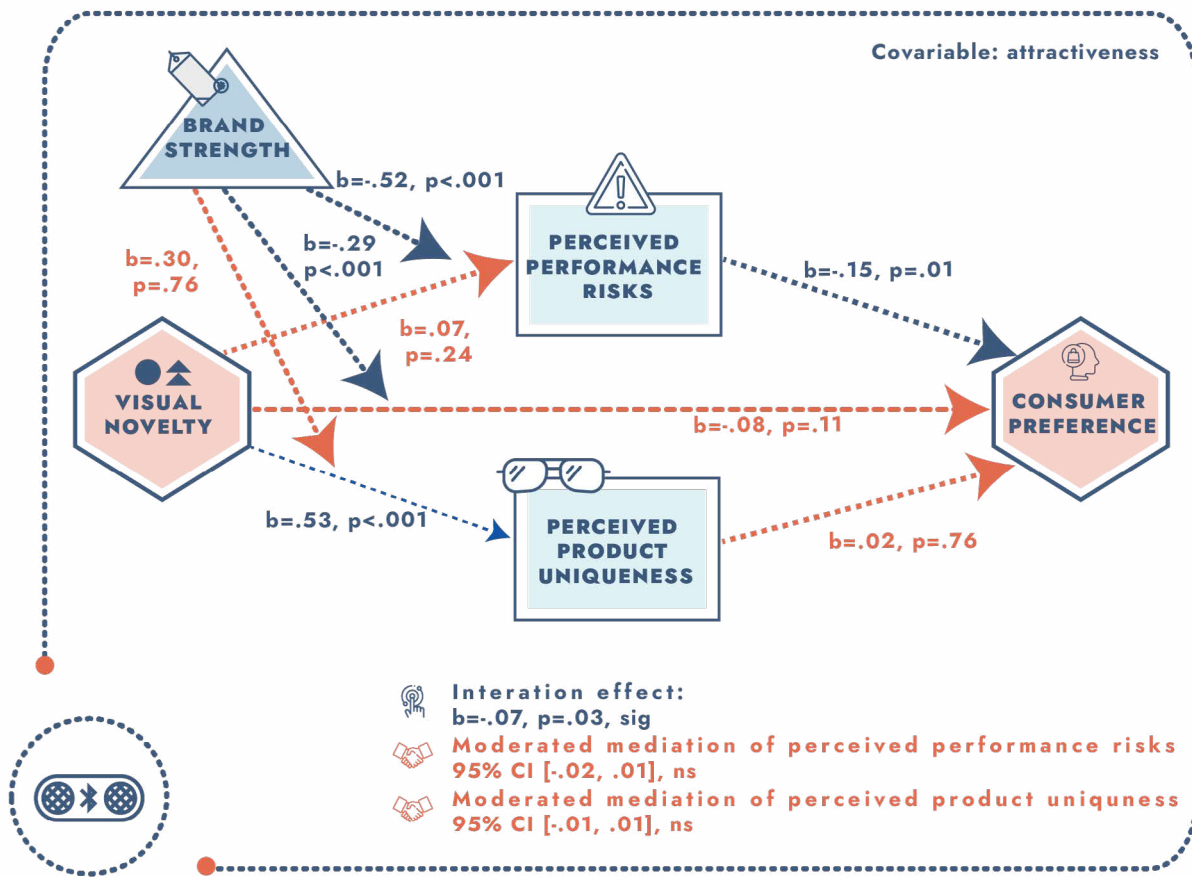 Covariable: attractiveness
BRAND
STRENGTH
b=-.52, p<.001
b=-.29
p<.001
b=.30,
p=.76
PERCEIVED
PERFORMANCE
RISKS
b=-.15, p=.01
b=.07,
p=.24
VISUAL
NOVELTY
CONSUMER
PREFERENCE
b=-.08, p=.11
b=.53, p<.001
PERCEIVED
PRODUCT
UNIQUENESS
b=.02, p=.76
Interation effect:
b=-.07, p=.03, sig
Moderated mediation of perceived performance risks
95% CI [-.02, .01], ns
Moderated mediation of perceived product uniquness
95% CI [-.01, .01], ns